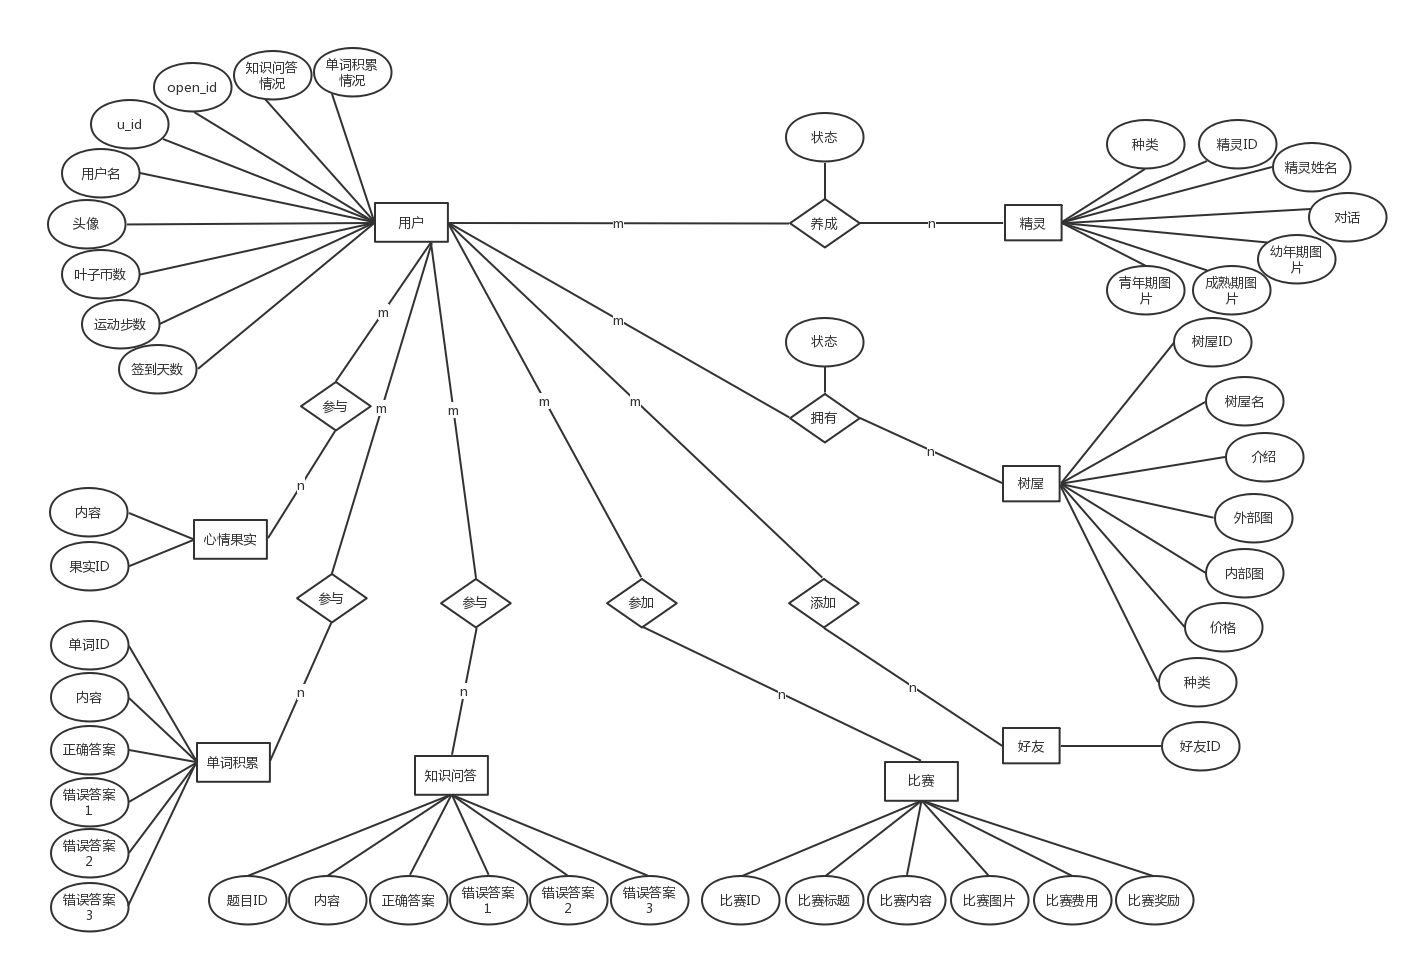 单词积累
情况
知识问答
情况
open_id
u_id
用户名
头像
叶子币数
运动步数
签到天数
用户
m
状态
养成
n
精灵
种类
精灵ID
精灵姓名
对话
幼年期图
片
成熟期图
片
青年期图
片
m
参与
n
心情果实
内容
果实ID
m
参与
n
单词积累
单词ID
内容
正确答案
错误答案
1
错误答案
2
错误答案
3
m
参与
n
知识问答
题目ID
内容
正确答案
错误答案
1
错误答案
2
错误答案
3
m
参加
n
比赛
比赛ID
比赛标题
比赛内容
比赛图片
比赛费用
比赛奖励
m
添加
n
好友
好友ID
m
状态
拥有
n
树屋
树屋ID
树屋名
介绍
外部图
内部图
价格
种类